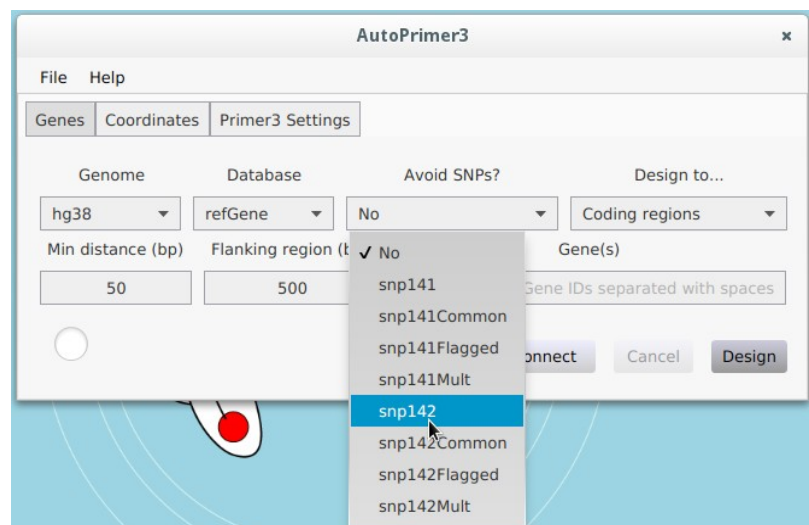 AutoPrimer3
File Help
Genes Coordinates Primer3 Settings
Genome Database Avoid SNPs? Design to...
hg38 refGene No Coding regions
Min distance (bp) Flanking region (b Gene(s)
50 500 Gene IDs separated with spaces
No
snp141
snp141Common
snp141Flagged
snp141Mult
onnect Cancel Design
snp142
snp142Common
snp142Flagged
snp142Mult